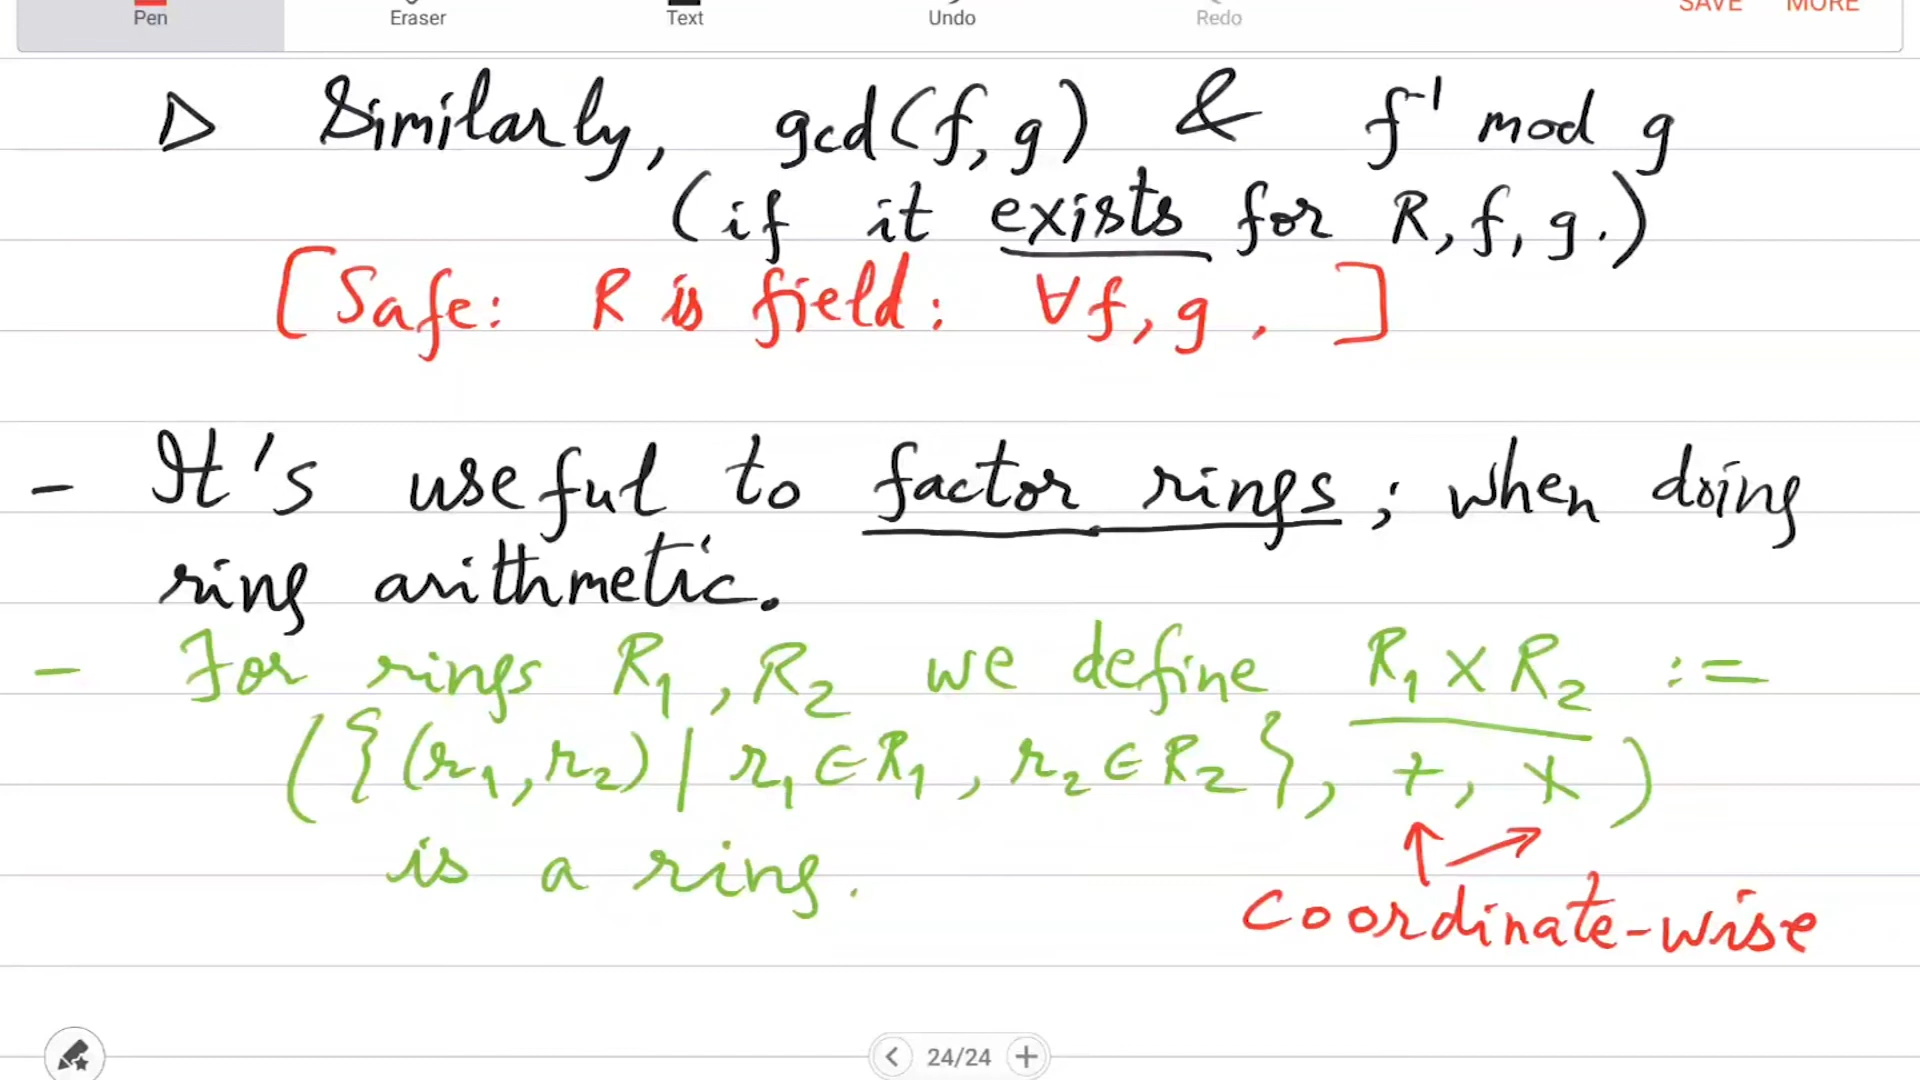 Pen Eraser Text Undo Redo SAVE MORE
▷ Similarly, gcd(f,g) & f⁻¹ mod g
(if it exists for R, f, g.)
[Safe: R is field: ∀f, g. ]
- It's useful to factor rings; when doing
ring arithmetic.
- For rings R₁, R₂ we define R₁ × R₂ :=
({(r₁, r₂) | r₁ ∈ R₁, r₂ ∈ R₂}, +, ×)
is a ring.
↑ ↗
Coordinate-wise
24/24